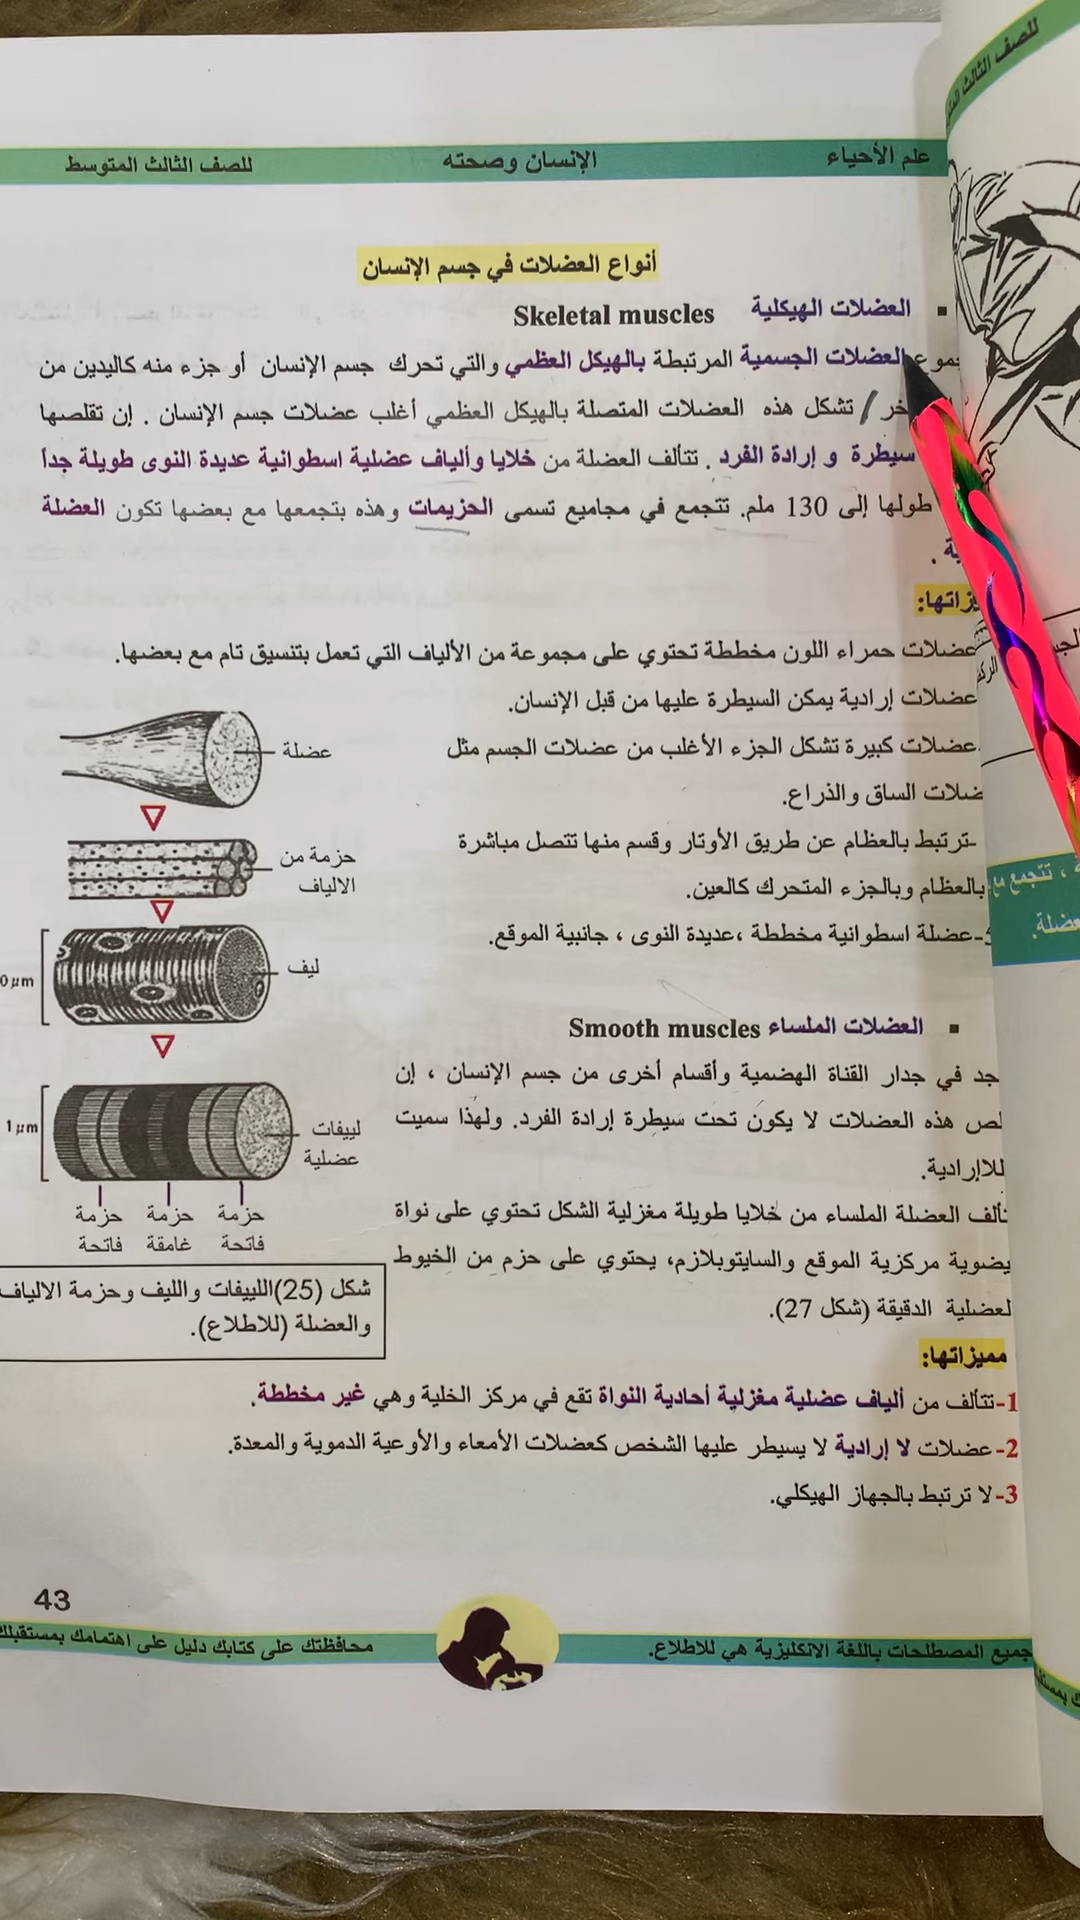 للصف الثالث
علم الأحياء الإنسان وصحته للصف الثالث المتوسط
أنواع العضلات في جسم الإنسان
▪ العضلات الهيكلية Skeletal muscles
العضلات الجسمية المرتبطة بالهيكل العظمي والتي تحرك جسم الإنسان أو جزء منه كاليدين من
تشكل هذه العضلات المتصلة بالهيكل العظمي أغلب عضلات جسم الإنسان . إن تقلصها
سيطرة و إرادة الفرد . تتألف العضلة من خلايا وألياف عضلية اسطوانية عديدة النوى طويلة جداً
طولها إلى 130 ملم. تتجمع في مجاميع تسمى الحزيمات وهذه بتجمعها مع بعضها تكون العضلة
عضلات حمراء اللون مخططة تحتوي على مجموعة من الألياف التي تعمل بتنسيق تام مع بعضها.
عضلات إرادية يمكن السيطرة عليها من قبل الإنسان.
عضلات كبيرة تشكل الجزء الأغلب من عضلات الجسم مثل
الساق والذراع.
-ترتبط بالعظام عن طريق الأوتار وقسم منها تتصل مباشرة
بالعظام وبالجزء المتحرك كالعين.
5-عضلة اسطوانية مخططة ،عديدة النوى ، جانبية الموقع.
عضلة
حزمة من
الالياف
ليف
1µm
لييفات
عضلية
حزمة حزمة حزمة
فاتحة غامقة فاتحة
شكل (25)اللييفات والليف وحزمة الالياف
والعضلة (للاطلاع).
▪ العضلات الملساء Smooth muscles
في جدار القناة الهضمية وأقسام أخرى من جسم الإنسان ، إن
هذه العضلات لا يكون تحت سيطرة إرادة الفرد. ولهذا سميت
للاإرادية.
العضلة الملساء من خلايا طويلة مغزلية الشكل تحتوي على نواة
مركزية الموقع والسايتوبلازم، يحتوي على حزم من الخيوط
الدقيقة (شكل 27).
مميزاتها:
1-تتألف من ألياف عضلية مغزلية أحادية النواة تقع في مركز الخلية وهي غير مخططة.
2-عضلات لا إرادية لا يسيطر عليها الشخص كعضلات الأمعاء والأوعية الدموية والمعدة.
3-لا ترتبط بالجهاز الهيكلي.
43
جميع المصطلحات باللغة الانكليزية هي للاطلاع. محافظتك على كتابك دليل على اهتمامك بمستقبلك
، تتجمع